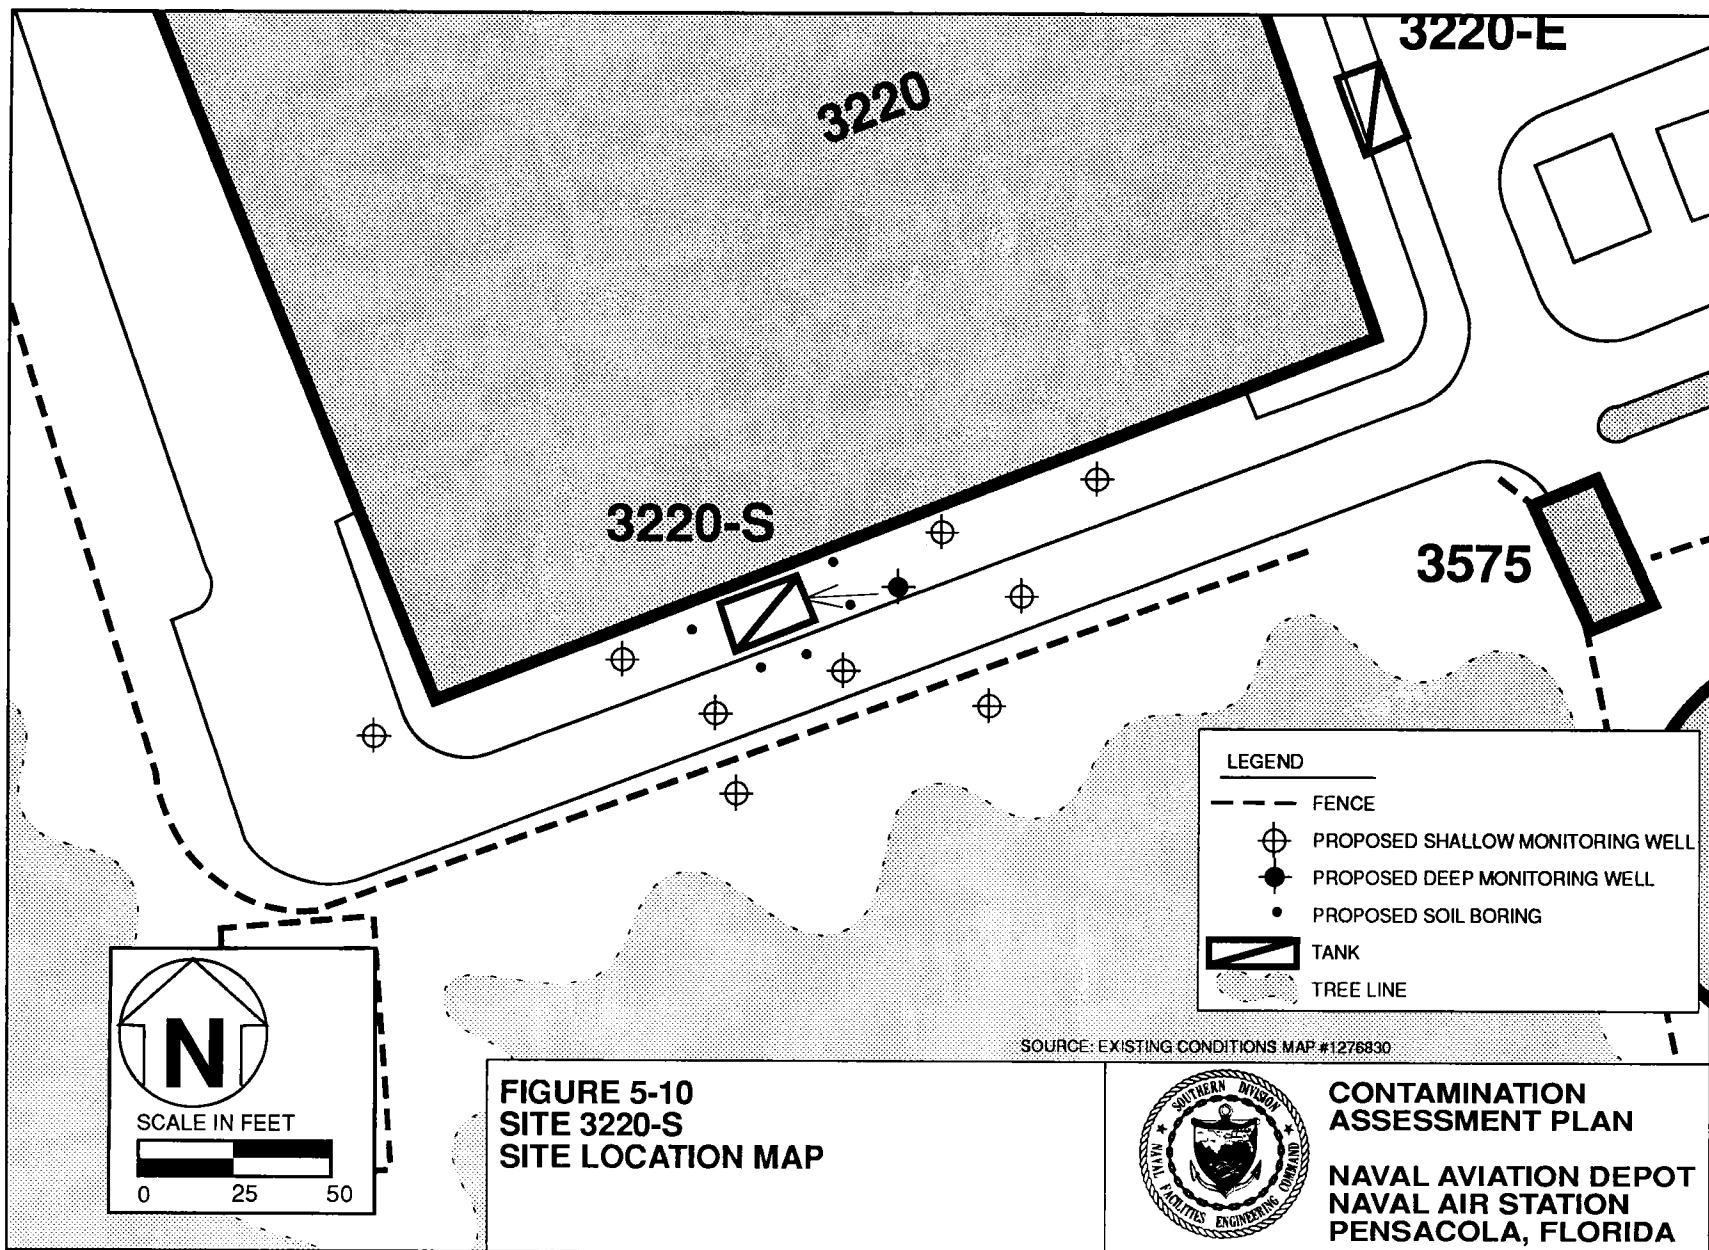 3220-E
3220
3220-S
3575
LEGEND
FENCE
PROPOSED SHALLOW MONITORING WELL
PROPOSED DEEP MONITORING WELL
PROPOSED SOIL BORING
TANK
TREE LINE
SOURCE: EXISTING CONDITIONS MAP #1276830
N
SCALE IN FEET
0 25 50
FIGURE 5-10
SITE 3220-S
SITE LOCATION MAP
SOUTHERN DIVISION
NAVAL FACILITIES ENGINEERING COMMAND
CONTAMINATION
ASSESSMENT PLAN
NAVAL AVIATION DEPOT
NAVAL AIR STATION
PENSACOLA, FLORIDA